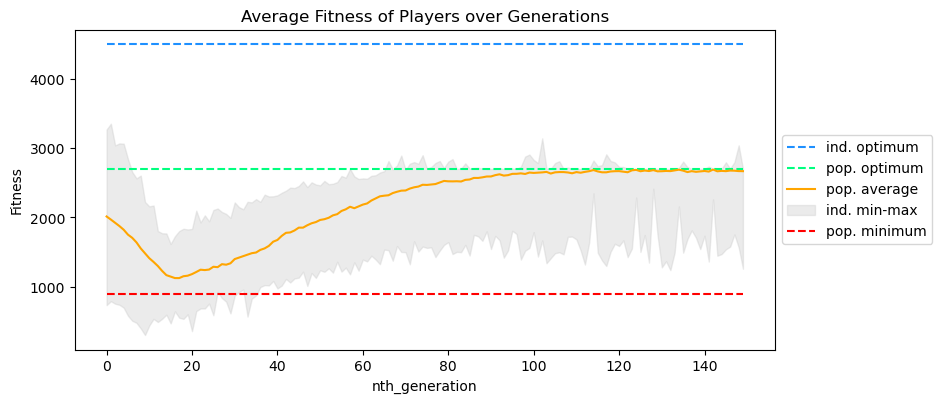 Average Fitness of Players over Generations
Fitness
4000
3000
2000
1000
0
20
40
60
80
100
120
140
nth_generation
ind. optimum
pop. optimum
pop. average
ind. min-max
pop. minimum